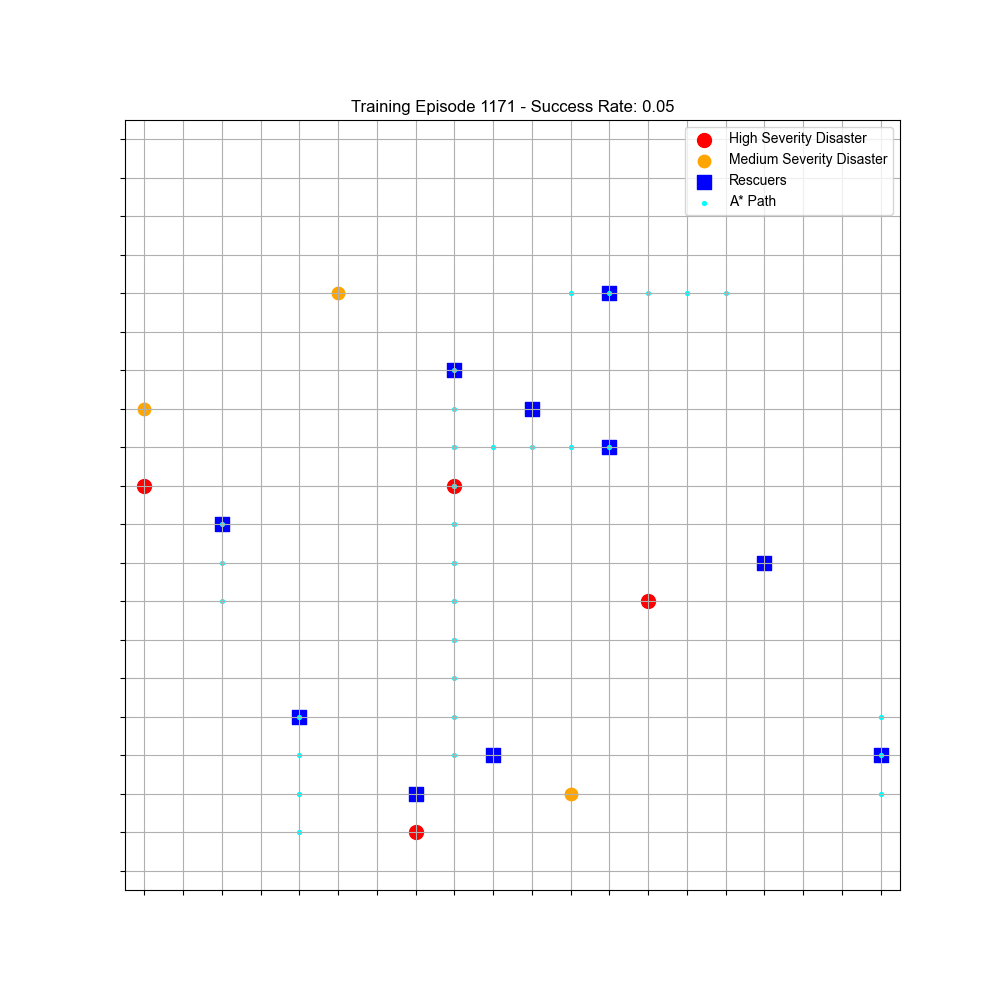 Training Episode 1171 - Success Rate: 0.05
High Severity Disaster
Medium Severity Disaster
Rescuers
A* Path